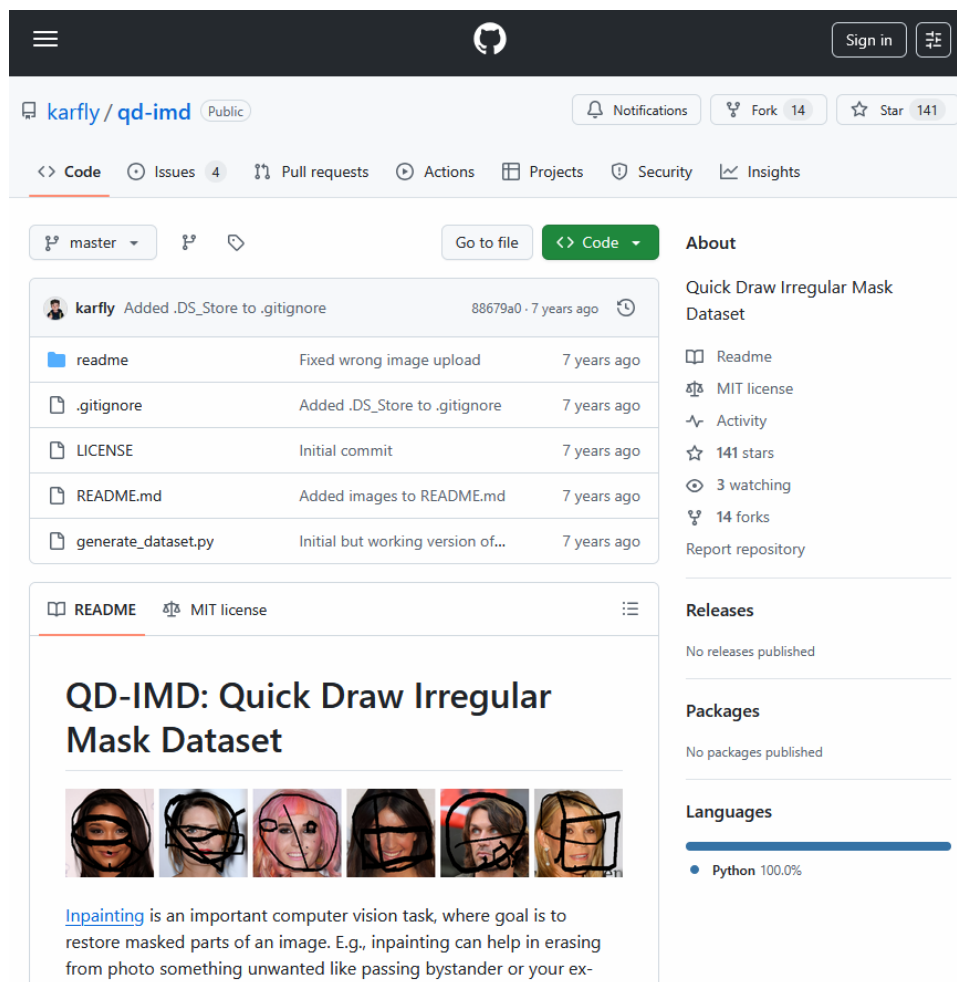 Sign in
karfly / qd-imd Public
Notifications
Fork 14
Star 141
Code
Issues 4
Pull requests
Actions
Projects
Security
Insights
master
Go to file
Code
karfly Added .DS_Store to .gitignore 88679a0 · 7 years ago
readme Fixed wrong image upload 7 years ago
.gitignore Added .DS_Store to .gitignore 7 years ago
LICENSE Initial commit 7 years ago
README.md Added images to README.md 7 years ago
generate_dataset.py Initial but working version of... 7 years ago
README
MIT license
QD-IMD: Quick Draw Irregular
Mask Dataset
Inpainting is an important computer vision task, where goal is to
restore masked parts of an image. E.g., inpainting can help in erasing
from photo something unwanted like passing bystander or your ex-
About
Quick Draw Irregular Mask
Dataset
Readme
MIT license
Activity
141 stars
3 watching
14 forks
Report repository
Releases
No releases published
Packages
No packages published
Languages
Python 100.0%